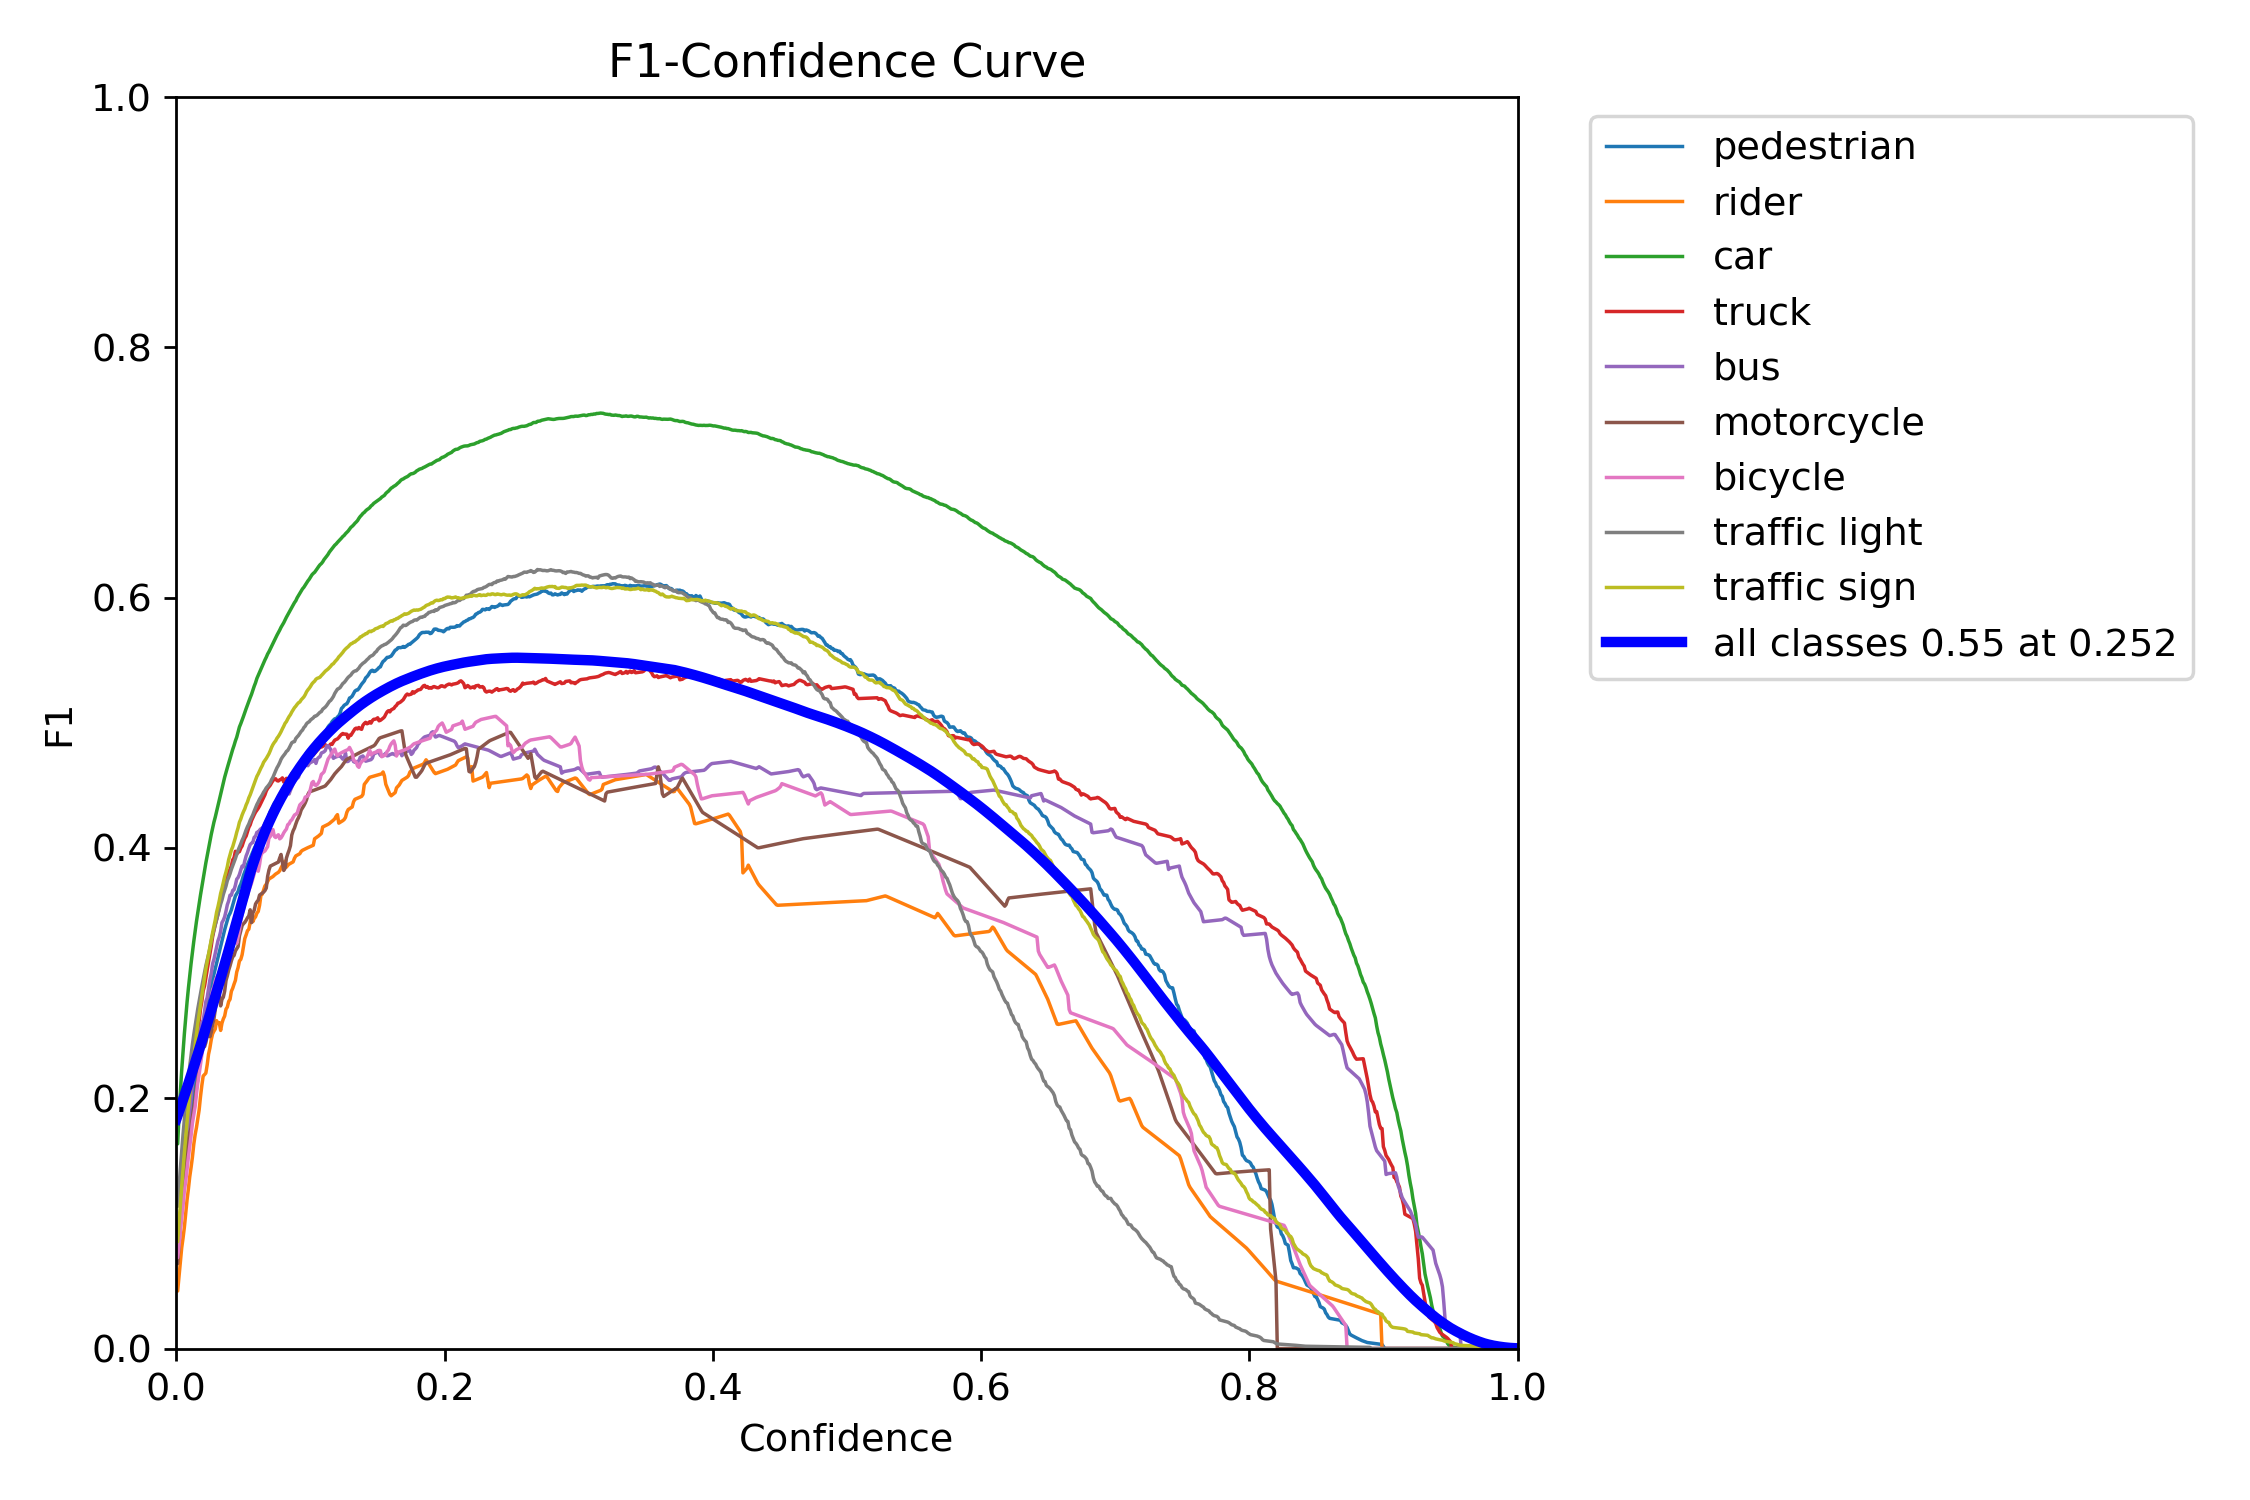 F1-Confidence Curve
1.0
0.8
0.6
0.4
0.2
0.0
F1
0.0 0.2 0.4 0.6 0.8 1.0
Confidence
pedestrian
rider
car
truck
bus
motorcycle
bicycle
traffic light
traffic sign
all classes 0.55 at 0.252